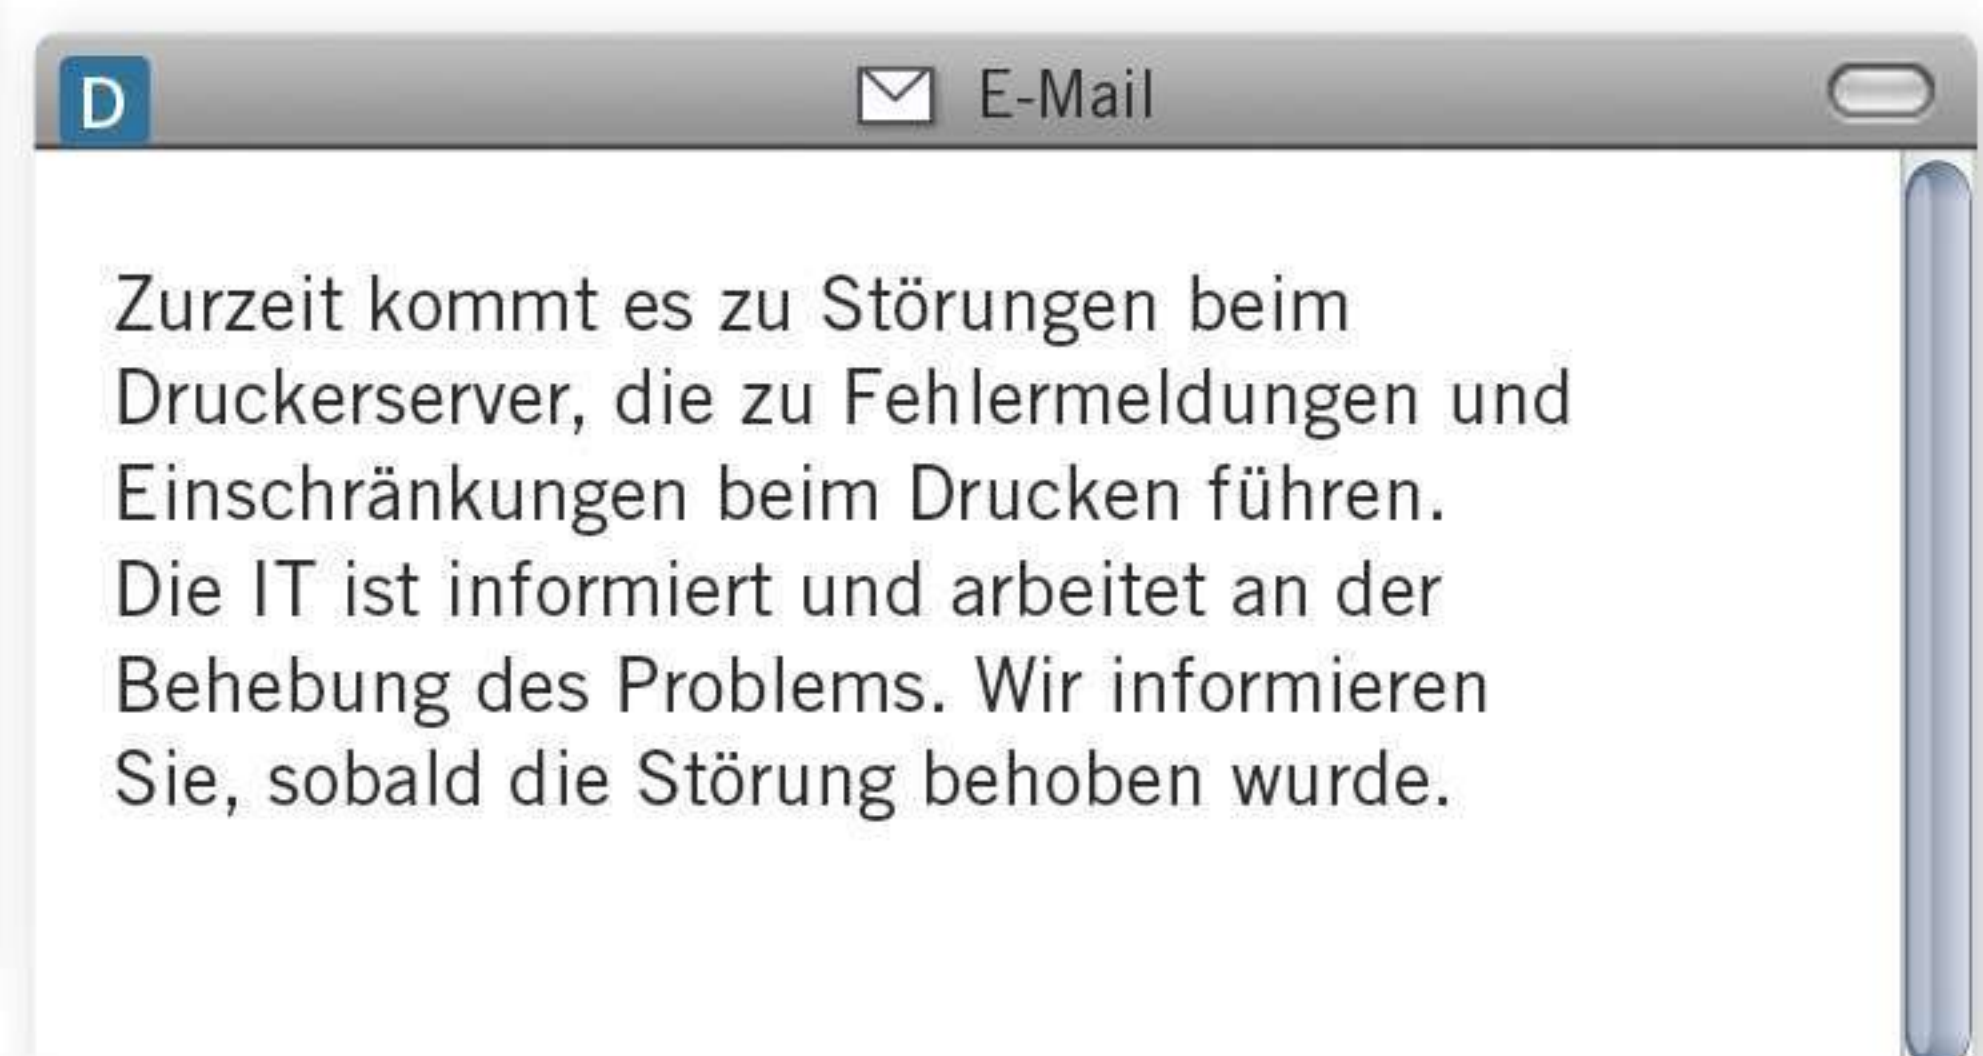 D
E-Mail
Zurzeit kommt es zu Störungen beim
Druckerserver, die zu Fehlermeldungen und
Einschränkungen beim Drucken führen.
Die IT ist informiert und arbeitet an der
Behebung des Problems. Wir informieren
Sie, sobald die Störung behoben wurde.